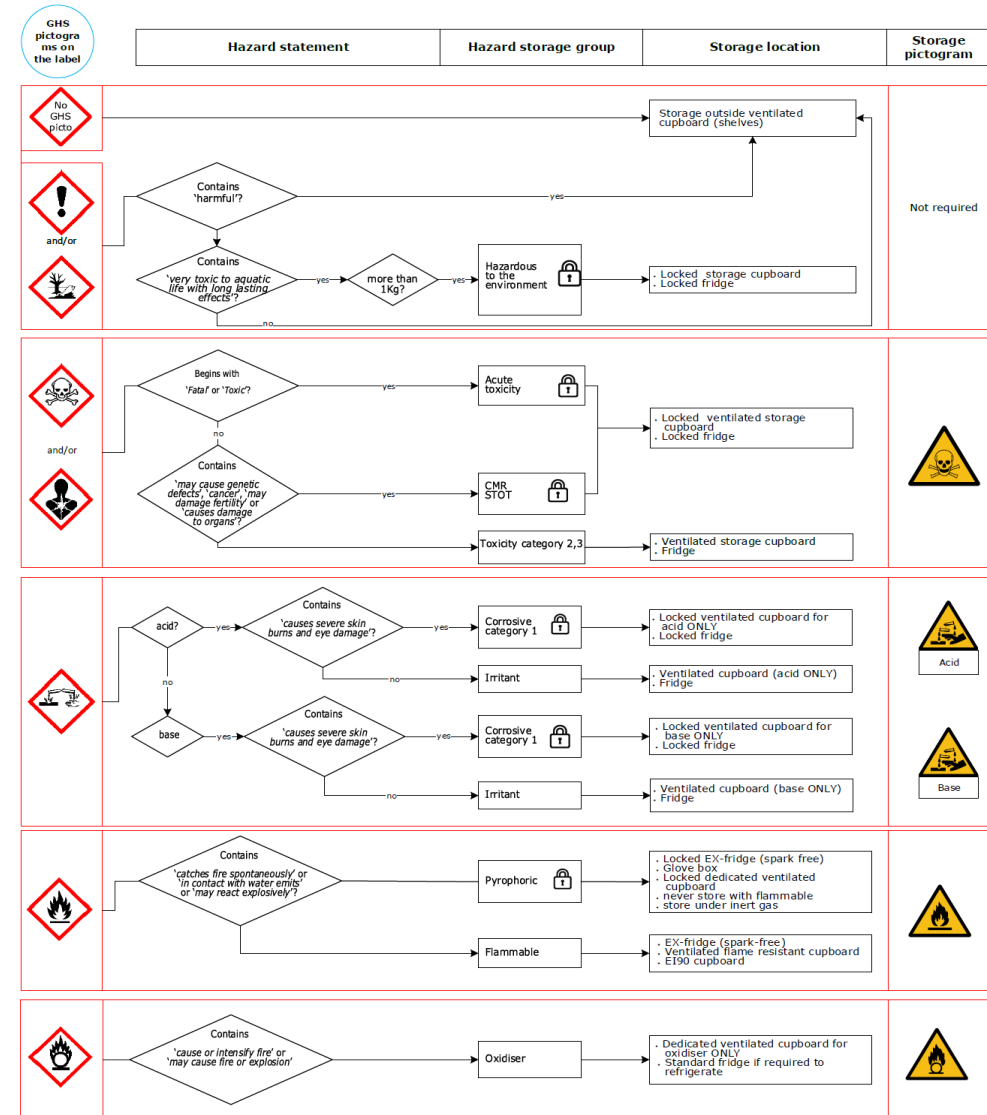 GHS
pictogra
ms on
the label
Hazard statement
Hazard storage group
Storage location
Storage
pictogram
No
GHS
picto
Storage outside ventilated
cupboard (shelves)
Contains
‘harmful’?
yes
and/or
Not required
Contains
‘very toxic to aquatic
life with long lasting
effects’?
yes
more than
1Kg?
yes
Hazardous
to the
environment
. Locked storage cupboard
. Locked fridge
no
Begins with
‘Fatal’ or ‘Toxic’?
yes
Acute
toxicity
and/or
no
. Locked ventilated storage
cupboard
. Locked fridge
Contains
‘may cause genetic
defects’, ‘cancer’, ‘may
damage fertility’ or
‘causes damage
to organs’?
yes
CMR
STOT
Toxicity category 2,3
. Ventilated storage cupboard
. Fridge
acid?
yes
Contains
‘causes severe skin
burns and eye damage’?
yes
Corrosive
category 1
. Locked ventilated cupboard for
acid ONLY
. Locked fridge
Acid
no
no
Irritant
. Ventilated cupboard (acid ONLY)
. Fridge
base
yes
Contains
‘causes severe skin
burns and eye damage’?
yes
Corrosive
category 1
. Locked ventilated cupboard for
base ONLY
. Locked fridge
Base
no
Irritant
. Ventilated cupboard (base ONLY)
. Fridge
Contains
‘catches fire spontaneously’ or
‘in contact with water emits’
or ‘may react explosively’?
Pyrophoric
. Locked EX-fridge (spark free)
. Glove box
. Locked dedicated ventilated
cupboard
. never store with flammable
. store under inert gas
Flammable
. EX-fridge (spark-free)
. Ventilated flame resistant cupboard
. EI90 cupboard
Contains
‘cause or intensify fire’ or
‘may cause fire or explosion’
Oxidiser
. Dedicated ventilated cupboard for
oxidiser ONLY
. Standard fridge if required to
refrigerate